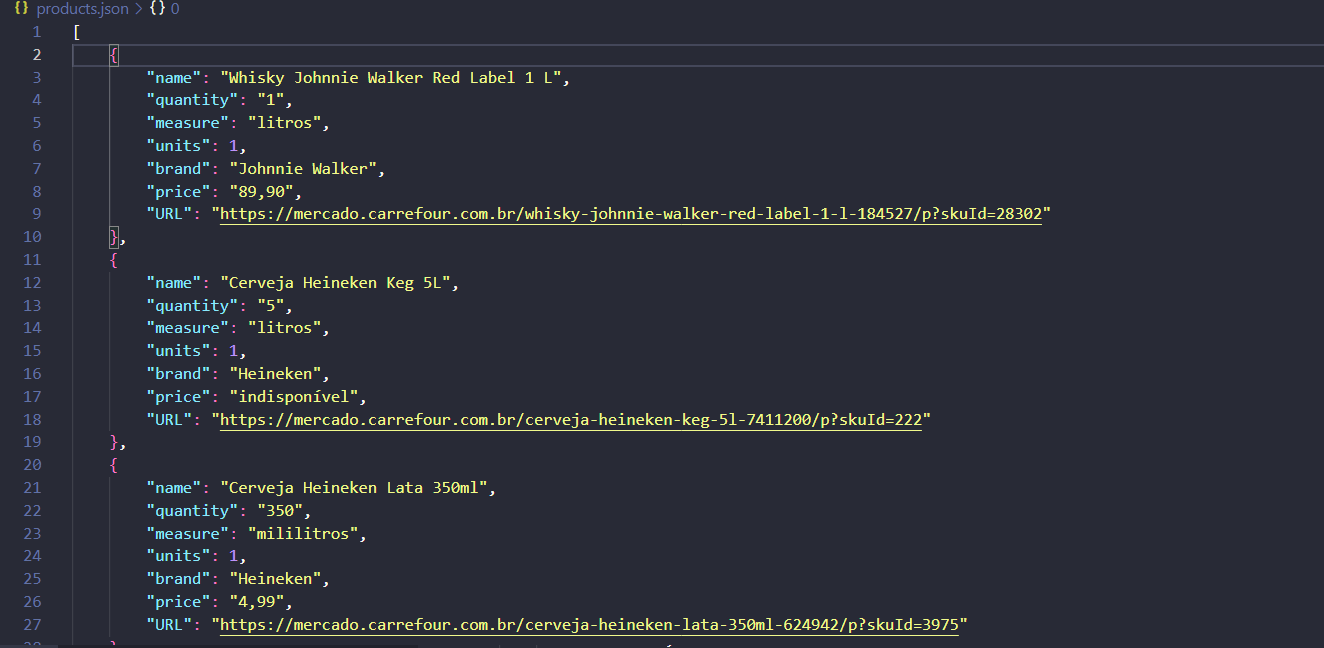 {} products.json > {} 0
1 [
2 {
3 "name": "Whisky Johnnie Walker Red Label 1 L",
4 "quantity": "1",
5 "measure": "litros",
6 "units": 1,
7 "brand": "Johnnie Walker",
8 "price": "89,90",
9 "URL": "https://mercado.carrefour.com.br/whisky-johnnie-walker-red-label-1-l-184527/p?skuId=28302"
10 },
11 {
12 "name": "Cerveja Heineken Keg 5L",
13 "quantity": "5",
14 "measure": "litros",
15 "units": 1,
16 "brand": "Heineken",
17 "price": "indisponível",
18 "URL": "https://mercado.carrefour.com.br/cerveja-heineken-keg-5l-7411200/p?skuId=222"
19 },
20 {
21 "name": "Cerveja Heineken Lata 350ml",
22 "quantity": "350",
23 "measure": "mililitros",
24 "units": 1,
25 "brand": "Heineken",
26 "price": "4,99",
27 "URL": "https://mercado.carrefour.com.br/cerveja-heineken-lata-350ml-624942/p?skuId=3975"